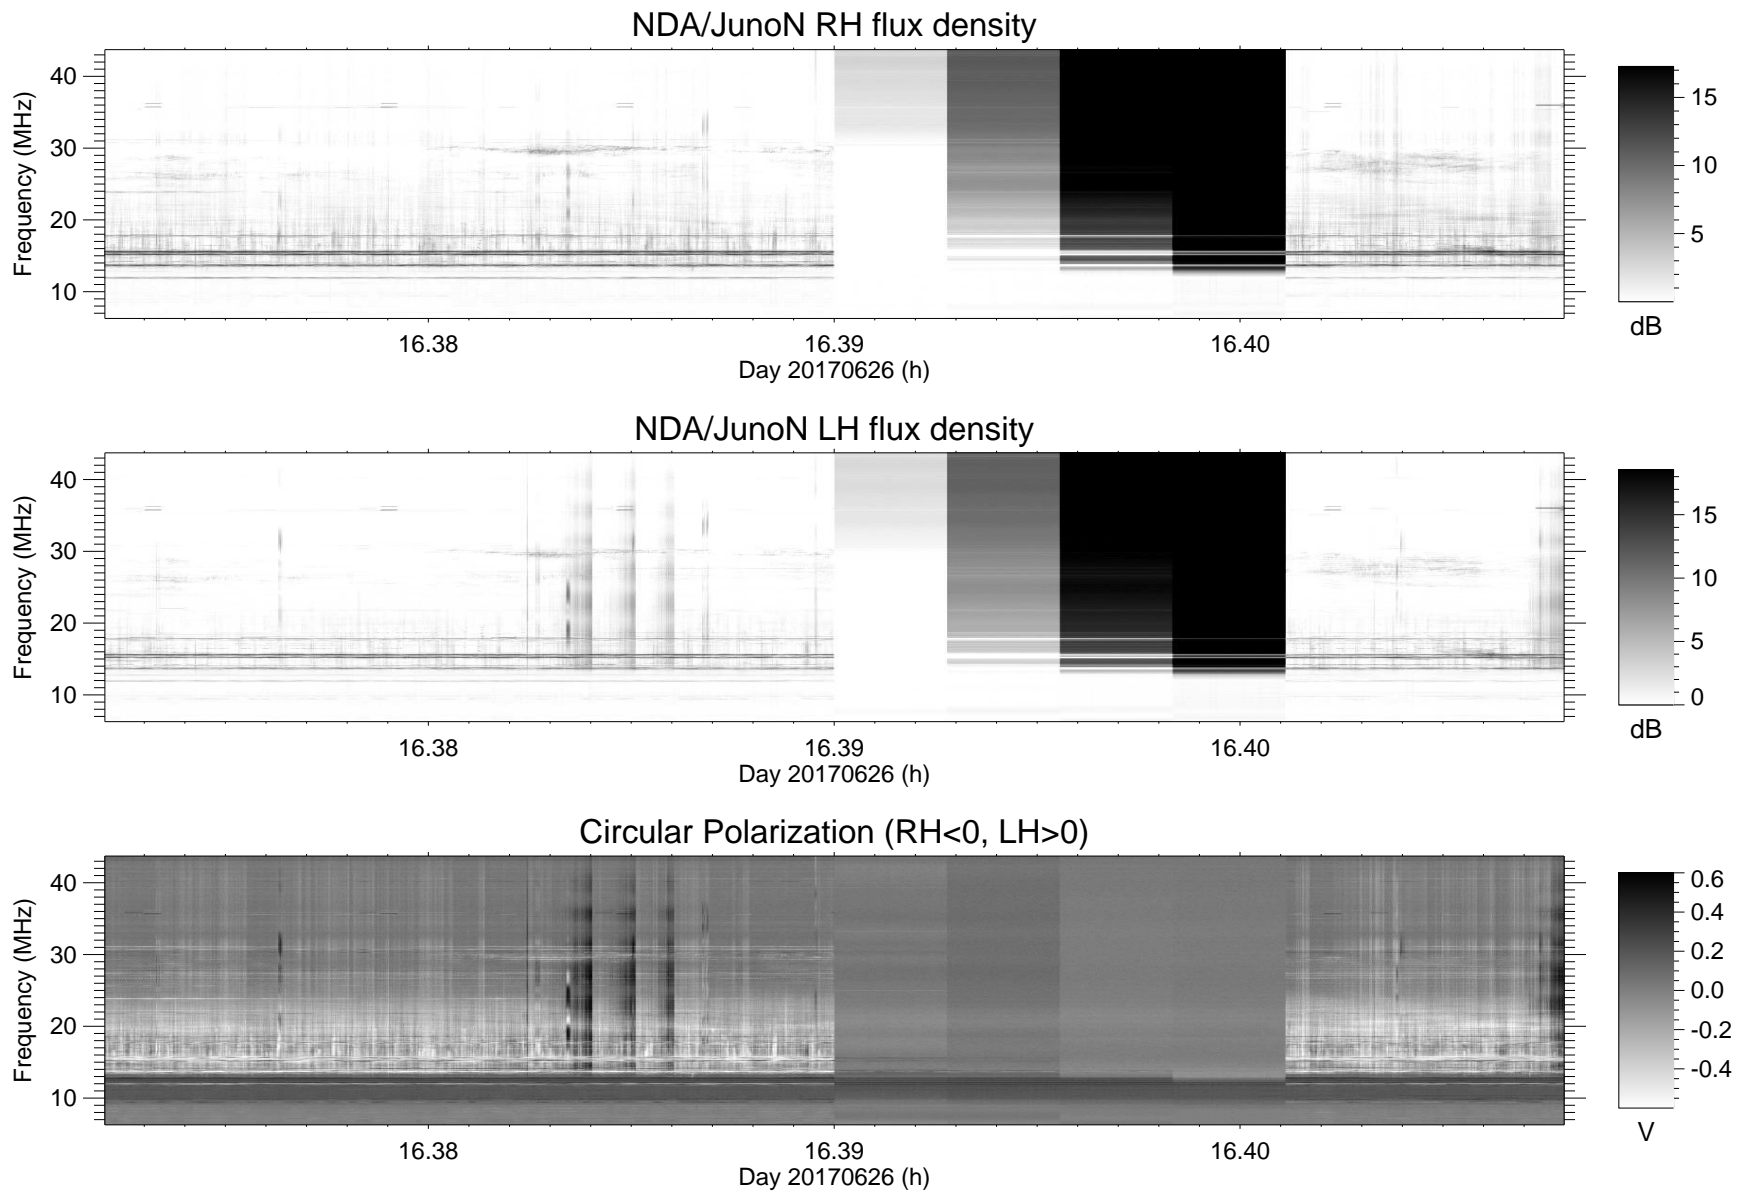 NDA/JunoN RH flux density
40
30
20
10
Frequency (MHz)
16.38
16.39
16.40
Day 20170626 (h)
15
10
5
dB
NDA/JunoN LH flux density
40
30
20
10
Frequency (MHz)
16.38
16.39
16.40
Day 20170626 (h)
15
10
5
0
dB
Circular Polarization (RH<0, LH>0)
40
30
20
10
Frequency (MHz)
16.38
16.39
16.40
Day 20170626 (h)
0.6
0.4
0.2
0.0
-0.2
-0.4
V